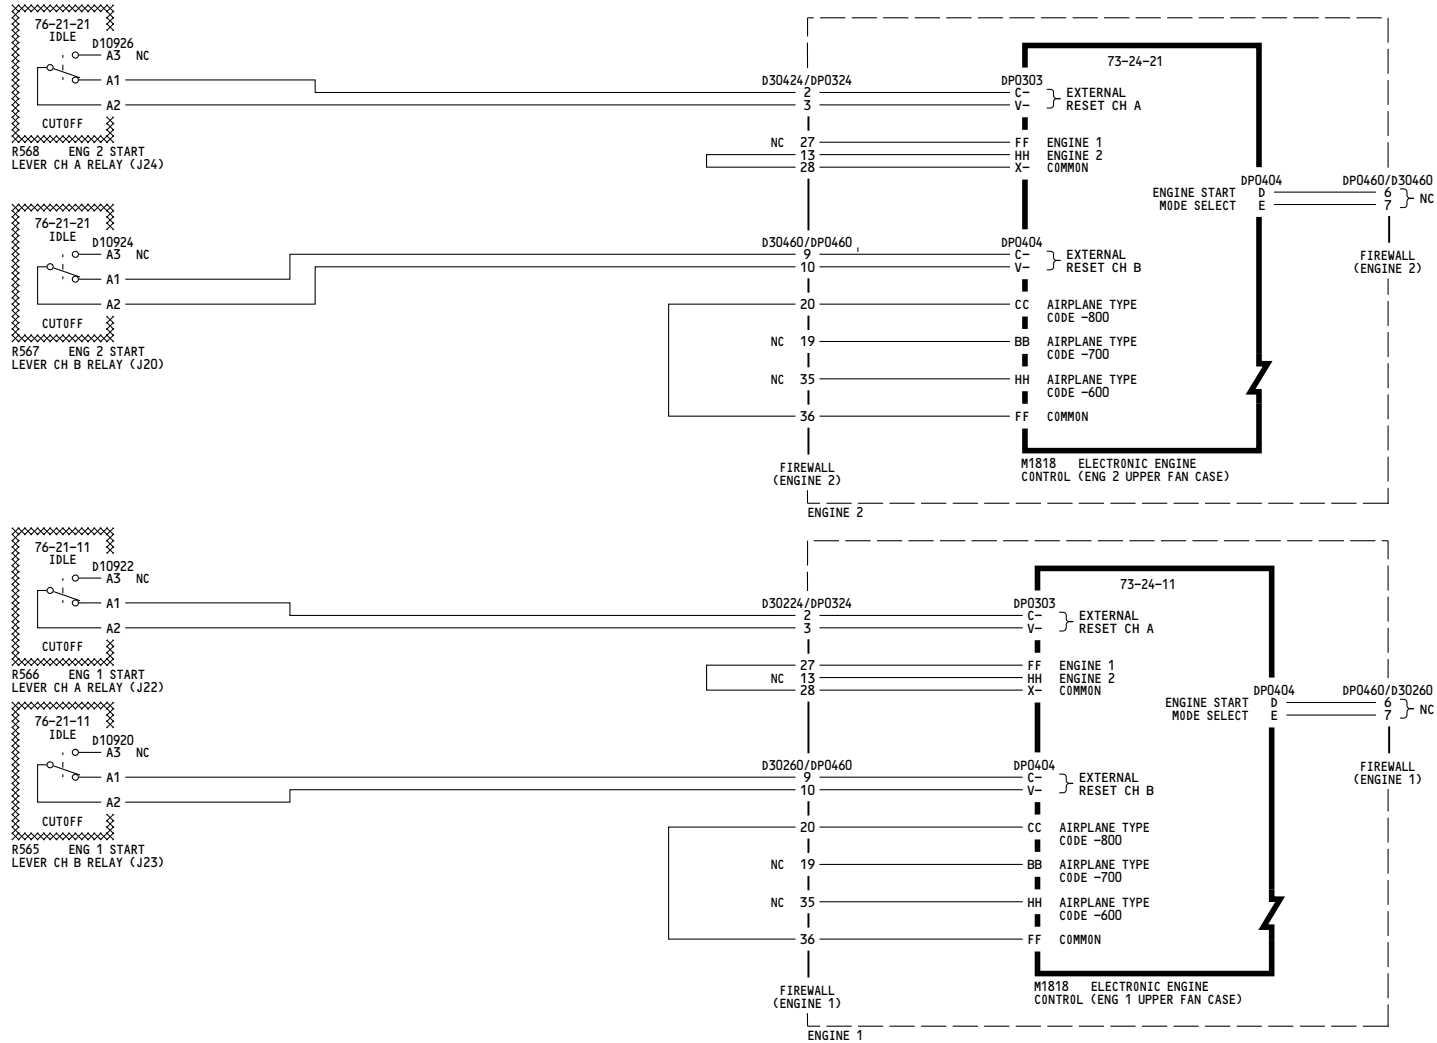 76-21-21
IDLE
D10926
A3 NC
A1
A2
CUTOFF
R568 ENG 2 START
LEVER CH A RELAY (J24)
76-21-21
IDLE
D10924
A3 NC
A1
A2
CUTOFF
R567 ENG 2 START
LEVER CH B RELAY (J20)
D30424/DP0324
2
3
NC 27
13
28
D30460/DP0460
9
10
20
NC 19
NC 35
36
FIREWALL
(ENGINE 2)
ENGINE 2
73-24-21
DP0303
C- EXTERNAL
V- RESET CH A
FF ENGINE 1
HH ENGINE 2
X- COMMON
DP0404
C- EXTERNAL
V- RESET CH B
CC AIRPLANE TYPE
CODE -800
BB AIRPLANE TYPE
CODE -700
HH AIRPLANE TYPE
CODE -600
FF COMMON
M1818 ELECTRONIC ENGINE
CONTROL (ENG 2 UPPER FAN CASE)
DP0404
ENGINE START D
MODE SELECT E
DP0460/D30460
6
7
NC
FIREWALL
(ENGINE 2)
76-21-11
IDLE
D10922
A3 NC
A1
A2
CUTOFF
R566 ENG 1 START
LEVER CH A RELAY (J22)
76-21-11
IDLE
D10920
A3 NC
A1
A2
CUTOFF
R565 ENG 1 START
LEVER CH B RELAY (J23)
D30224/DP0324
2
3
27
NC 13
28
D30260/DP0460
9
10
20
NC 19
NC 35
36
FIREWALL
(ENGINE 1)
ENGINE 1
73-24-11
DP0303
C- EXTERNAL
V- RESET CH A
FF ENGINE 1
HH ENGINE 2
X- COMMON
DP0404
C- EXTERNAL
V- RESET CH B
CC AIRPLANE TYPE
CODE -800
BB AIRPLANE TYPE
CODE -700
HH AIRPLANE TYPE
CODE -600
FF COMMON
M1818 ELECTRONIC ENGINE
CONTROL (ENG 1 UPPER FAN CASE)
DP0404
ENGINE START D
MODE SELECT E
DP0460/D30260
6
7
NC
FIREWALL
(ENGINE 1)